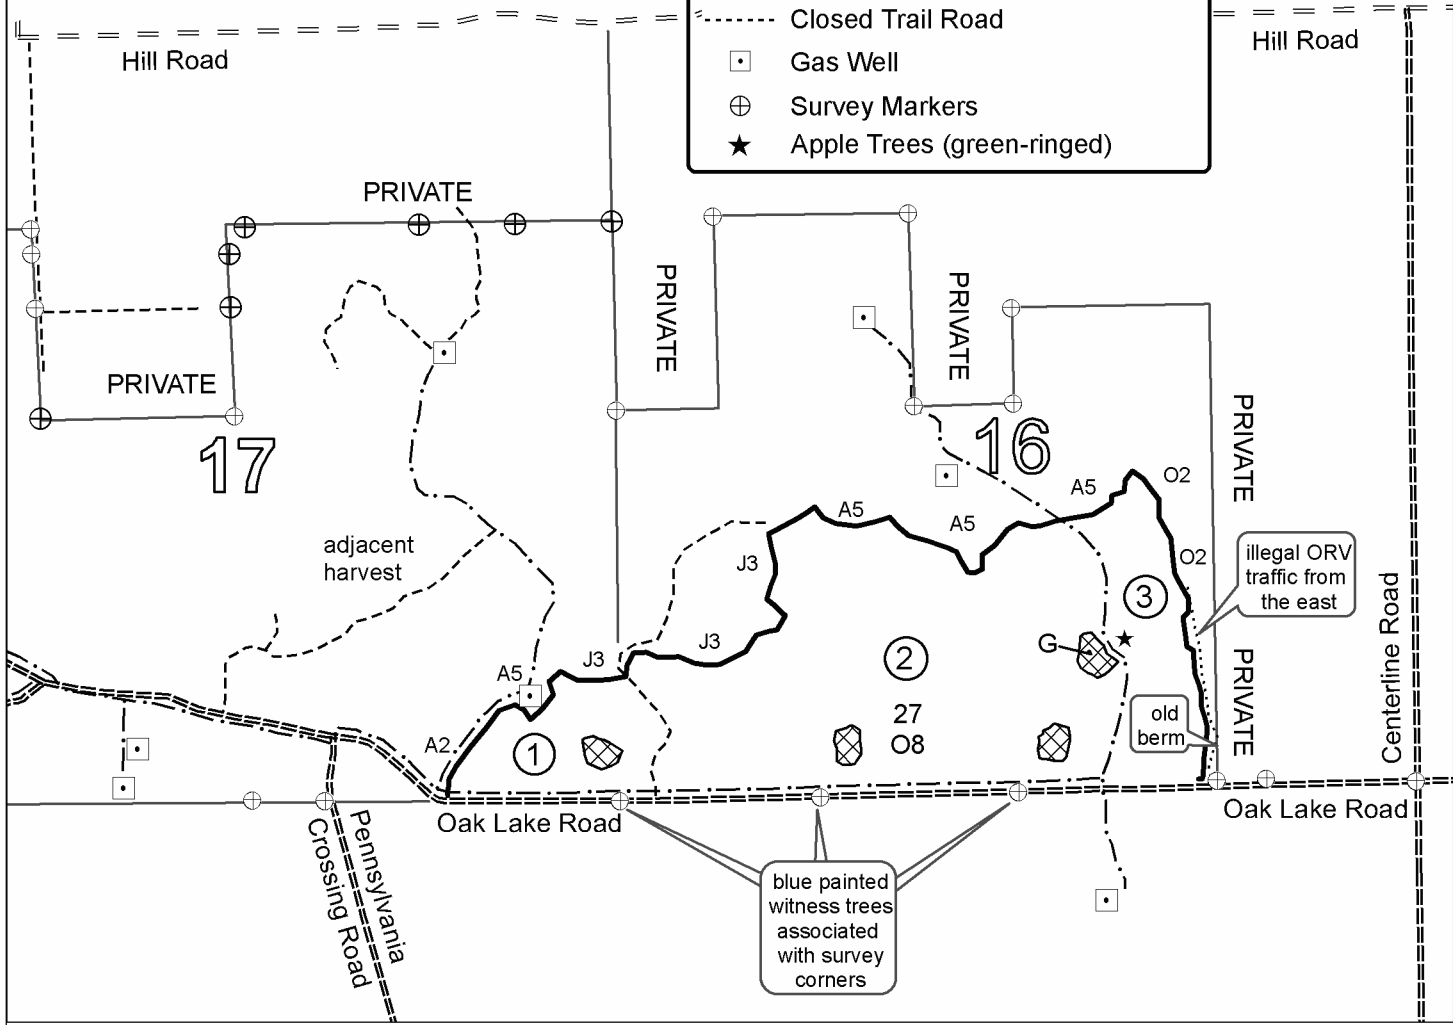 Closed Trail Road
Hill Road
Hill Road
Gas Well
Survey Markers
Apple Trees (green-ringed)
PRIVATE
PRIVATE
PRIVATE
PRIVATE
17
16
PRIVATE
A5
O2
A5
A5
adjacent
harvest
J3
O2
illegal ORV
traffic from
the east
3
J3
G
2
J3
A5
PRIVATE
Centerline Road
27
O8
old
berm
A2
1
Oak Lake Road
Oak Lake Road
Pennsylvania
Crossing Road
blue painted
witness trees
associated
with survey
corners